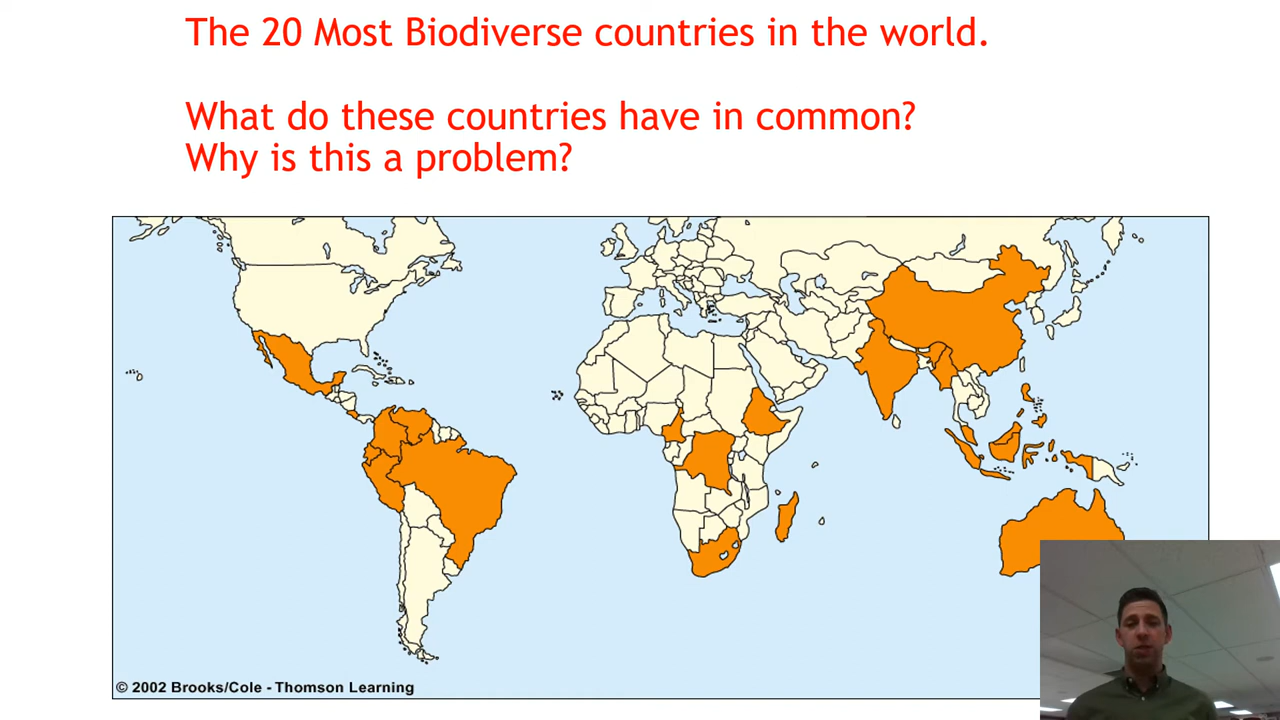 The 20 Most Biodiverse countries in the world.
What do these countries have in common?
Why is this a problem?
© 2002 Brooks/Cole - Thomson Learning